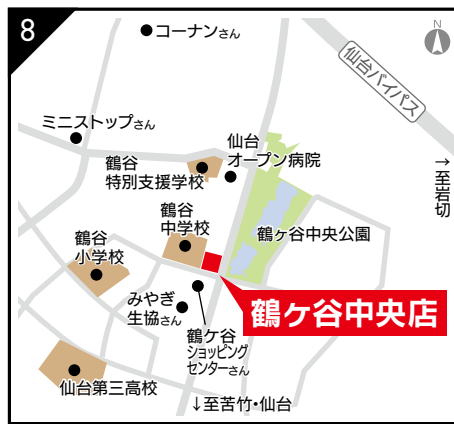 8
コーナンさん
N
仙台バイパス
ミニストップさん
仙台
オープン病院
→至岩切
鶴谷
特別支援学校
鶴谷
中学校
鶴ヶ谷中央公園
鶴谷
小学校
鶴ヶ谷中央店
みやぎ
生協さん
鶴ケ谷
ショッピング
センターさん
仙台第三高校
↓至苦竹・仙台